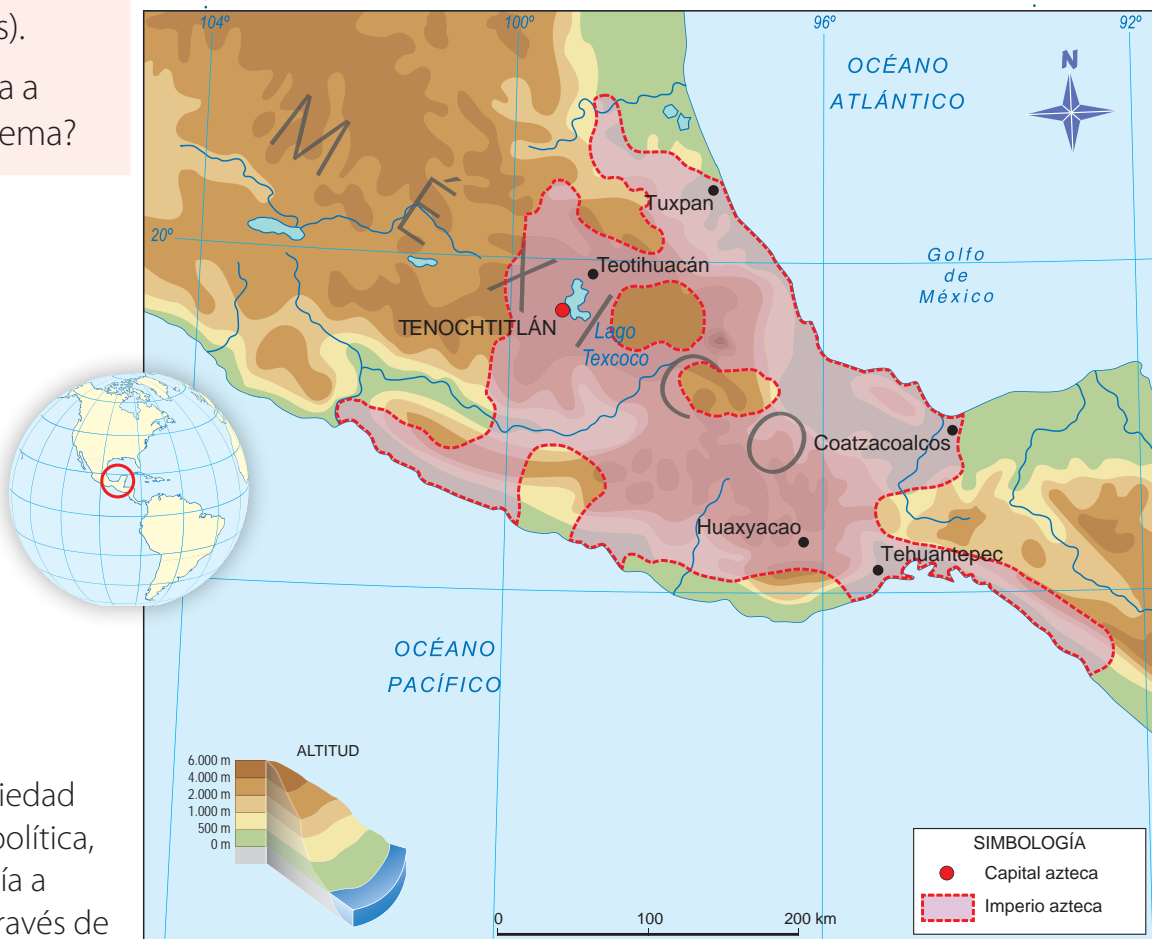 s).
a a
ema?
104º
100º
96º
92º
OCÉANO
ATLÁNTICO
N
MÉXICO
Tuxpan
20º
Teotihuacán
Golfo
de
México
TENOCHTITLÁN
Lago
Texcoco
Coatzacoalcos
Huaxyacao
Tehuantepec
OCÉANO
PACÍFICO
ALTITUD
6.000 m
4.000 m
2.000 m
1.000 m
500 m
0 m
iedad
política,
ía a
ravés de
SIMBOLOGÍA
Capital azteca
Imperio azteca
0 100 200 km